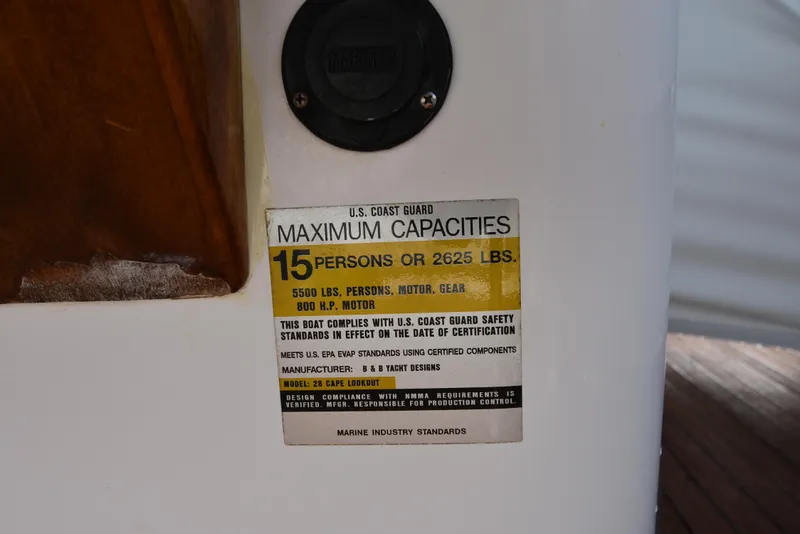 U.S. COAST GUARD
MAXIMUM CAPACITIES
15 PERSONS OR 2625 LBS.
5500 LBS, PERSONS, MOTOR, GEAR
800 H.P. MOTOR
THIS BOAT COMPLIES WITH U.S. COAST GUARD SAFETY
STANDARDS IN EFFECT ON THE DATE OF CERTIFICATION
MEETS U.S. EPA EVAP STANDARDS USING CERTIFIED COMPONENTS
MANUFACTURER: B & B YACHT DESIGNS
MODEL: 28 CAPE LOOKOUT
DESIGN COMPLIANCE WITH NMMA REQUIREMENTS IS
VERIFIED. MFGR. RESPONSIBLE FOR PRODUCTION CONTROL.
MARINE INDUSTRY STANDARDS